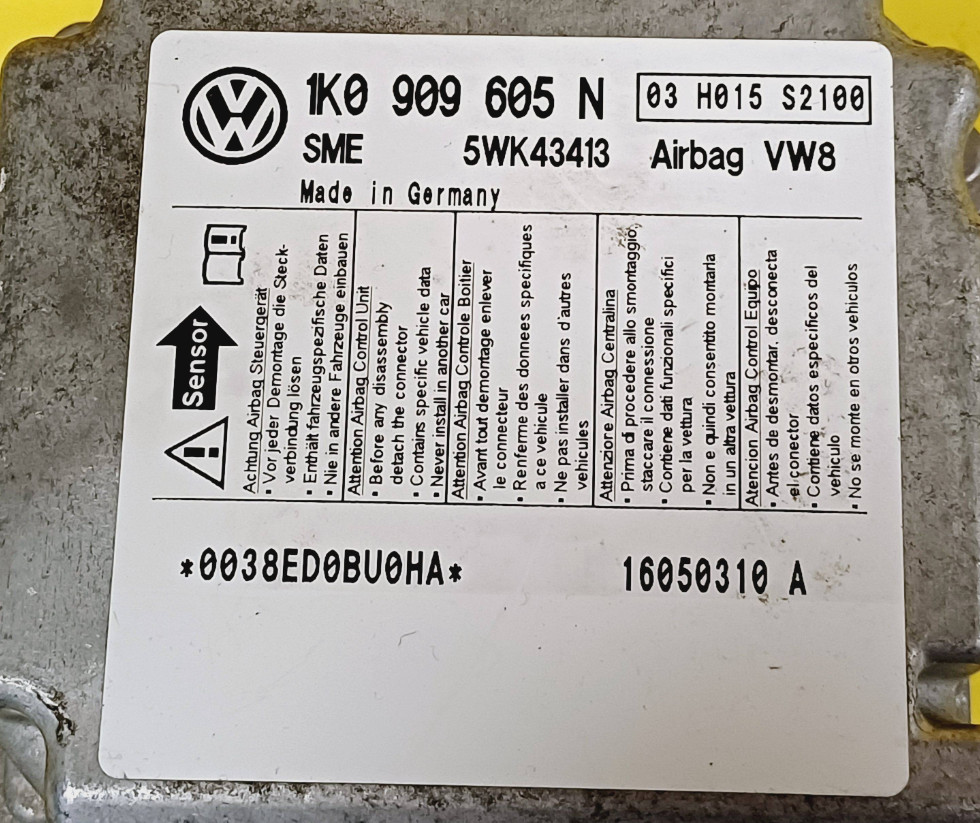 1K0 909 605 N
03 H015 S2100
SME
5WK43413
Airbag VW8
Made in Germany
Sensor
Achtung Airbag Steuergerät
• Vor jeder Demontage die Steck-
verbindung lösen
• Enthält fahrzeugspezifische Daten
• Nie in andere Fahrzeuge einbauen
Attention Airbag Control Unit
• Before any disassembly
detach the connector
• Contains specific vehicle data
• Never install in another car
Attention Airbag Controle Boitier
• Avant tout demontage enlever
le connecteur
• Renferme des donnees specifiques
a ce vehicule
• Ne pas installer dans d'autres
vehicules
Attenzione Airbag Centralina
• Prima di procedere allo smontaggio,
staccare il connessione
• Contiene dati funzionali specifici
per la vettura
• Non e quindi consentito montarla
in un altra vettura
Atencion Airbag Control Equipo
• Antes de desmontar, desconecta
el conector
• Contiene datos especificos del
vehiculo
• No se monte en otros vehiculos
*0038ED0BU0HA*
16050310 A